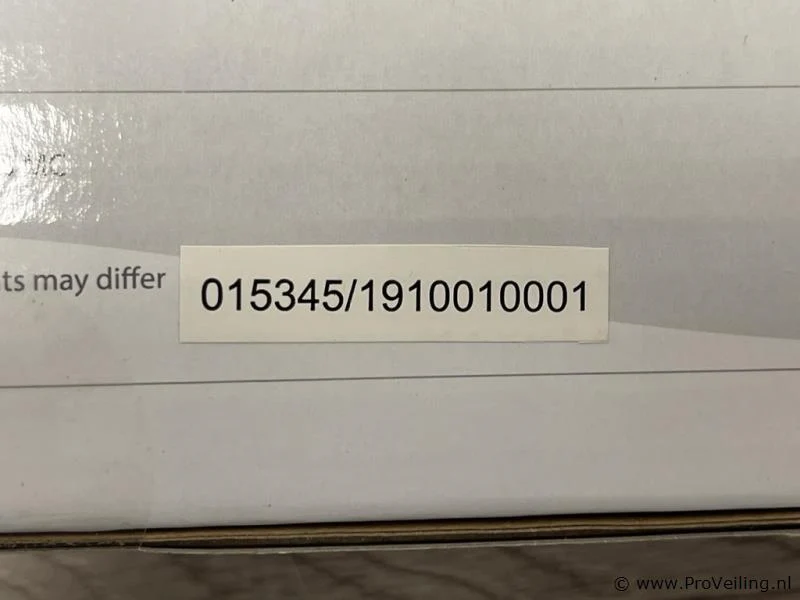 ts may differ
015345/1910010001
© www.ProVeiling.nl